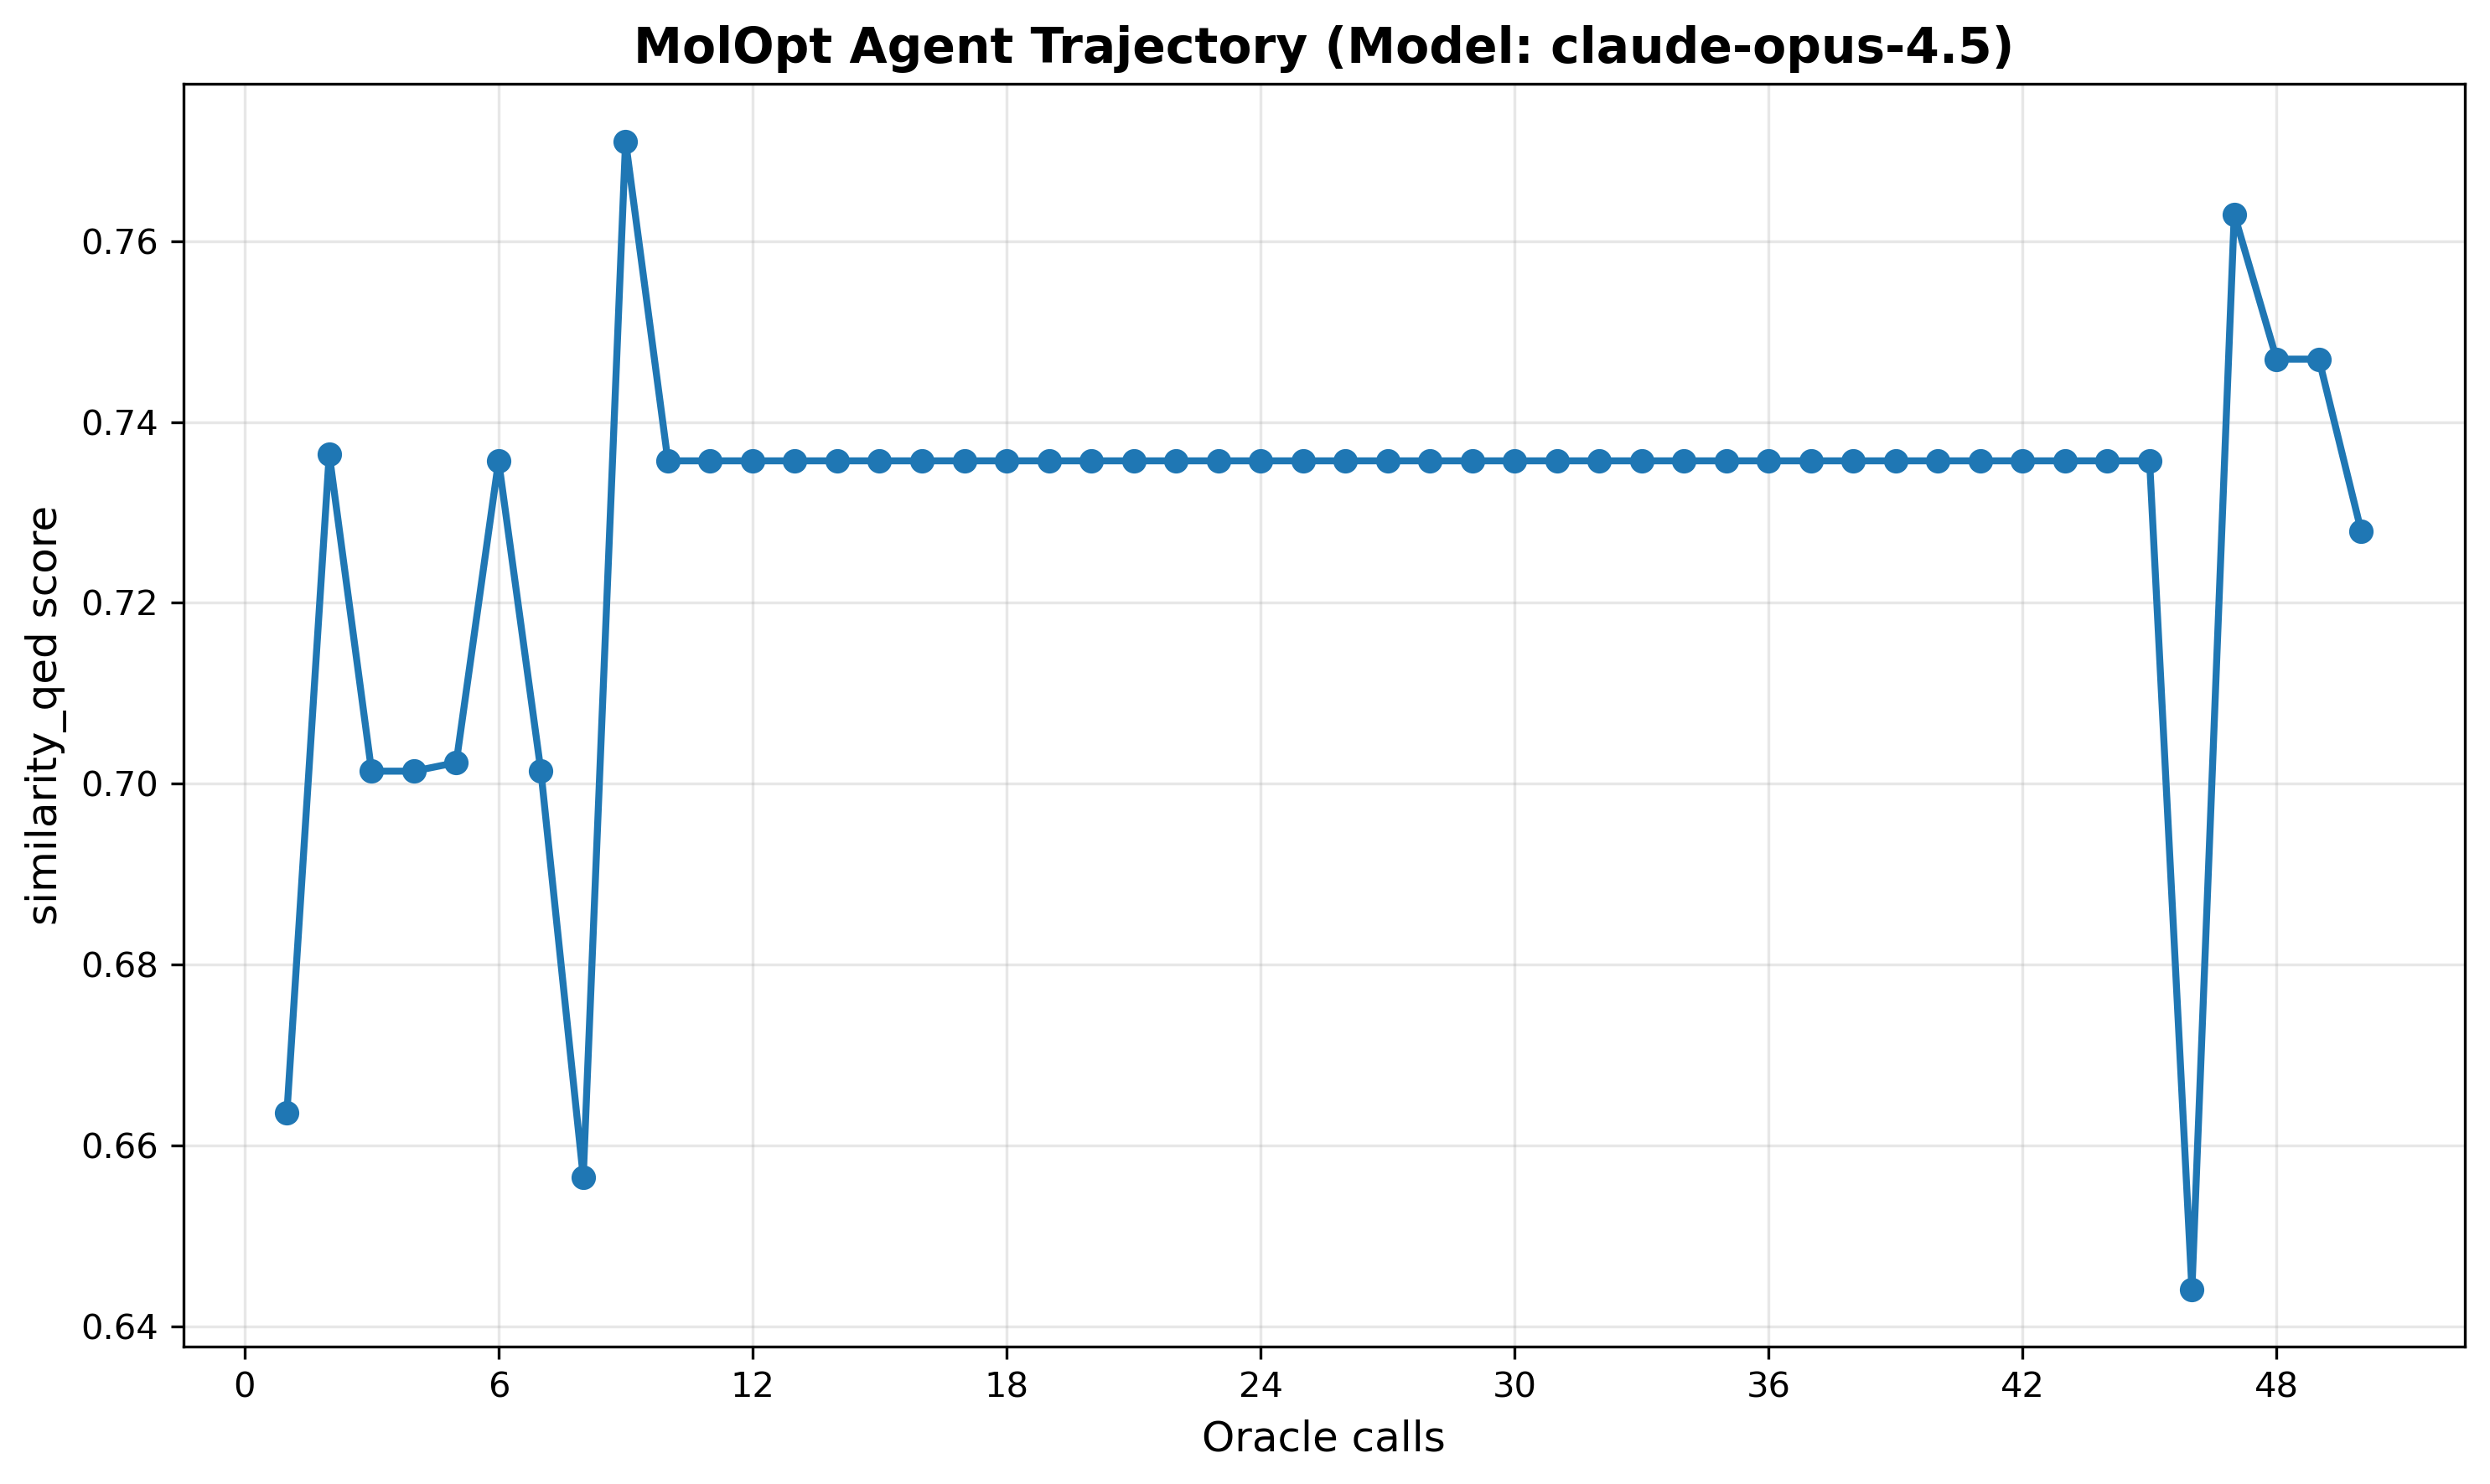 MolOpt Agent Trajectory (Model: claude-opus-4.5)
similarity_qed score
0.76
0.74
0.72
0.70
0.68
0.66
0.64
0 6 12 18 24 30 36 42 48
Oracle calls